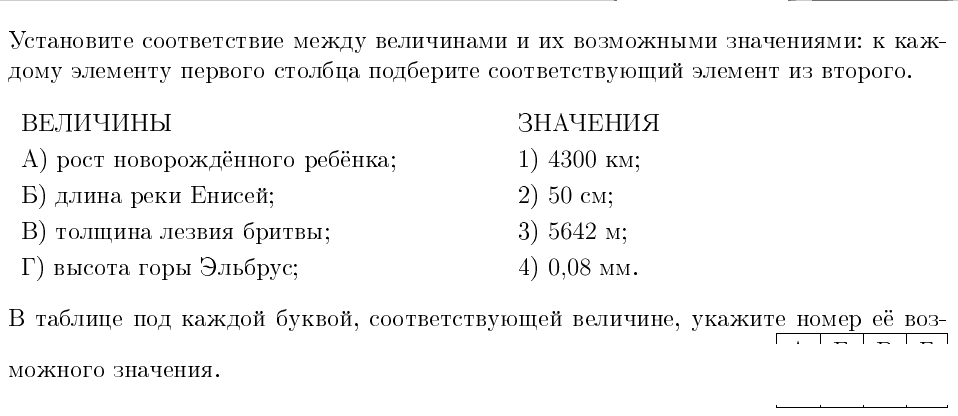 Установите соответствие между величинами и их возможными значениями: к каж-
дому элементу первого столбца подберите соответствующий элемент из второго.
ВЕЛИЧИНЫ ЗНАЧЕНИЯ
А) рост новорождённого ребёнка; 1) 4300 км;
Б) длина реки Енисей; 2) 50 см;
В) толщина лезвия бритвы; 3) 5642 м;
Г) высота горы Эльбрус; 4) 0,08 мм.
В таблице под каждой буквой, соответствующей величине, укажите номер её воз-
можного значения.